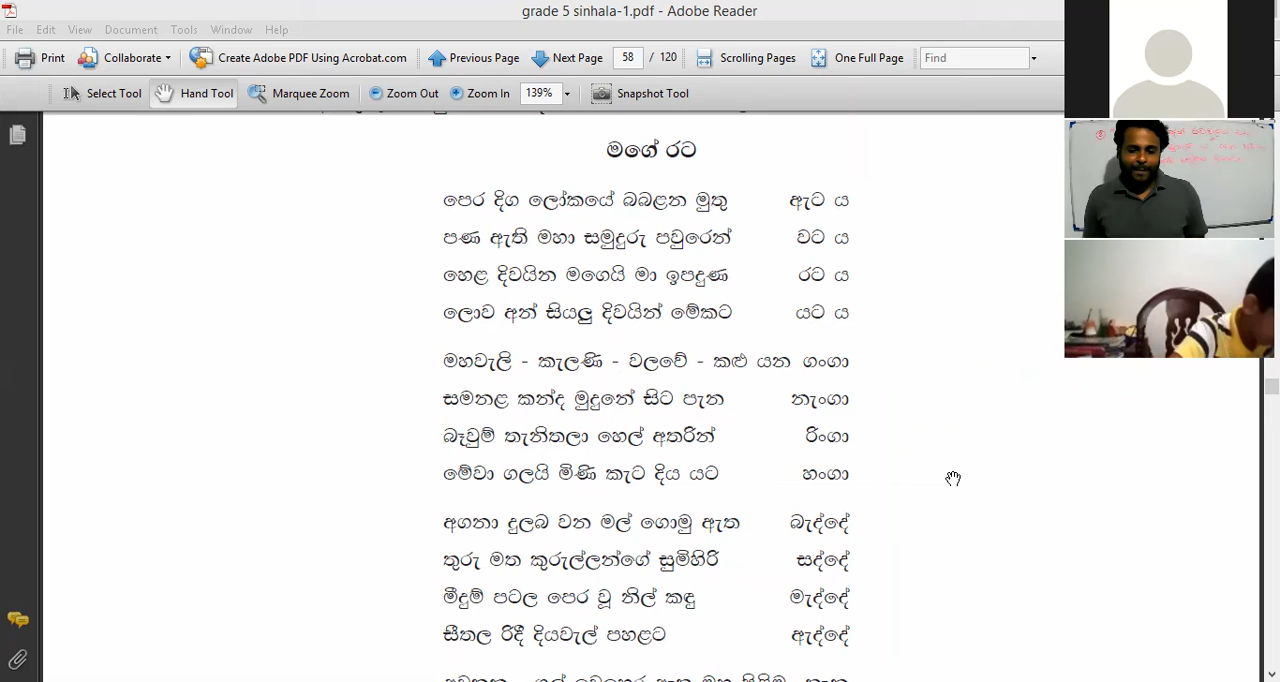 grade 5 sinhala-1.pdf - Adobe Reader
File Edit View Document Tools Window Help
Print Collaborate Create Adobe PDF Using Acrobat.com Previous Page Next Page 58 / 120 Scrolling Pages One Full Page Find
Select Tool Hand Tool Marquee Zoom Zoom Out Zoom In 139% Snapshot Tool
මගේ රට
පෙර දිග ලෝකයේ බබළන මුතු ඇට ය
පණ ඇති මහා සමුදුරු පවුරෙන් වට ය
හෙළ දිවයින මගෙයි මා ඉපදුණ රට ය
ලොව අන් සියලු දිවයින් මේකට යට ය
මහවැලි - කැලණි - වලවේ - කළු යන ගංගා
සමනළ කන්ද මුදුනේ සිට පැන නැංගා
බෑවුම් තැනිතලා හෙල් අතරින් රිංගා
මේවා ගලයි මිණි කැට දිය යට හංගා
අගනා දුලබ වන මල් ගොමු ඇත බැද්දේ
තුරු මත කුරුල්ලන්ගේ සුමිහිරි සද්දේ
මීදුම් පටල පෙර වූ නිල් කඳු මැද්දේ
සීතල රිදී දියවැල් පහළට ඇද්දේ